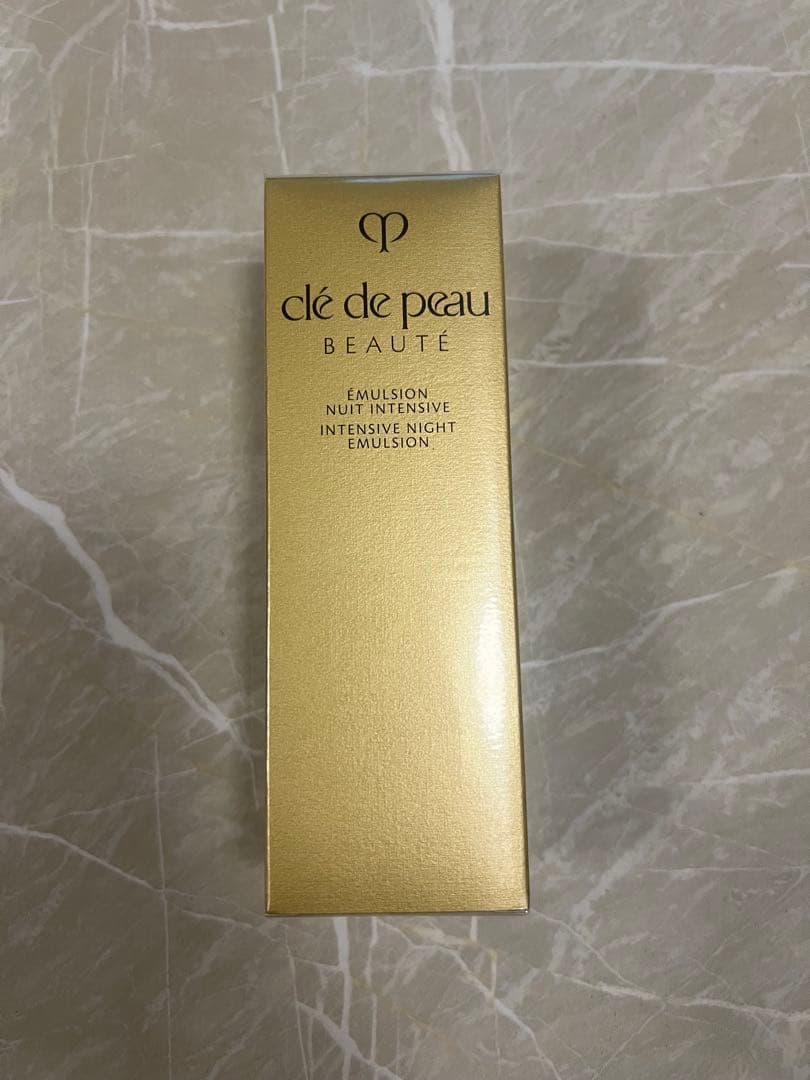 clé de peau
BEAUTÉ
ÉMULSION
NUIT INTENSIVE
INTENSIVE NIGHT
EMULSION